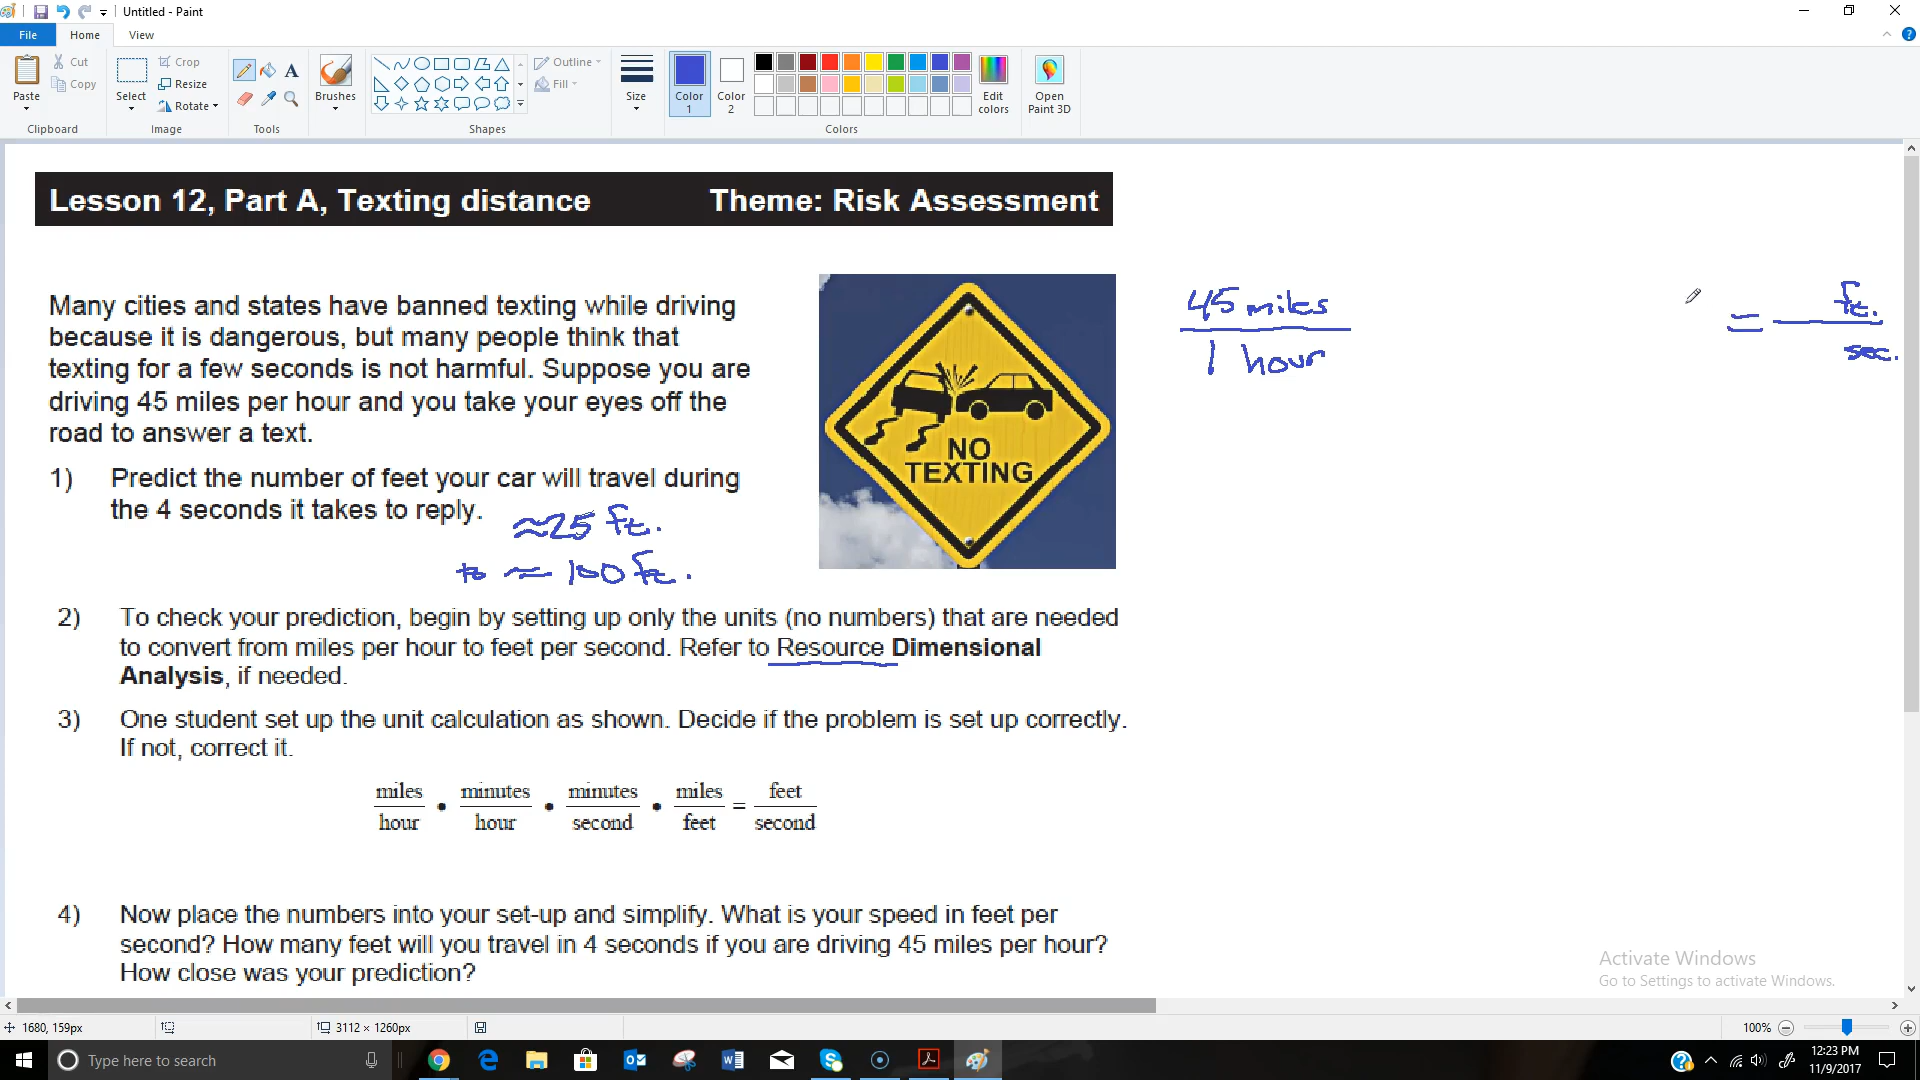 Untitled - Paint
File
Home
View
Paste
Cut
Copy
Clipboard
Select
Crop
Resize
Rotate
Image
Tools
Brushes
Shapes
Outline
Fill
Size
Color 1
Color 2
Colors
Edit colors
Open Paint 3D
Lesson 12, Part A, Texting distance Theme: Risk Assessment
Many cities and states have banned texting while driving
because it is dangerous, but many people think that
texting for a few seconds is not harmful. Suppose you are
driving 45 miles per hour and you take your eyes off the
road to answer a text.
NO
TEXTING
45 miles
1 hour
= ft.
sec.
1) Predict the number of feet your car will travel during
the 4 seconds it takes to reply.
≈25 ft.
to ≈ 100 ft.
2) To check your prediction, begin by setting up only the units (no numbers) that are needed
to convert from miles per hour to feet per second. Refer to Resource Dimensional
Analysis, if needed.
3) One student set up the unit calculation as shown. Decide if the problem is set up correctly.
If not, correct it.
miles minutes minutes miles feet
hour • hour • second • feet = second
4) Now place the numbers into your set-up and simplify. What is your speed in feet per
second? How many feet will you travel in 4 seconds if you are driving 45 miles per hour?
How close was your prediction?
Activate Windows
Go to Settings to activate Windows.
1680, 159px
3112 × 1260px
100%
Type here to search
12:23 PM
11/9/2017